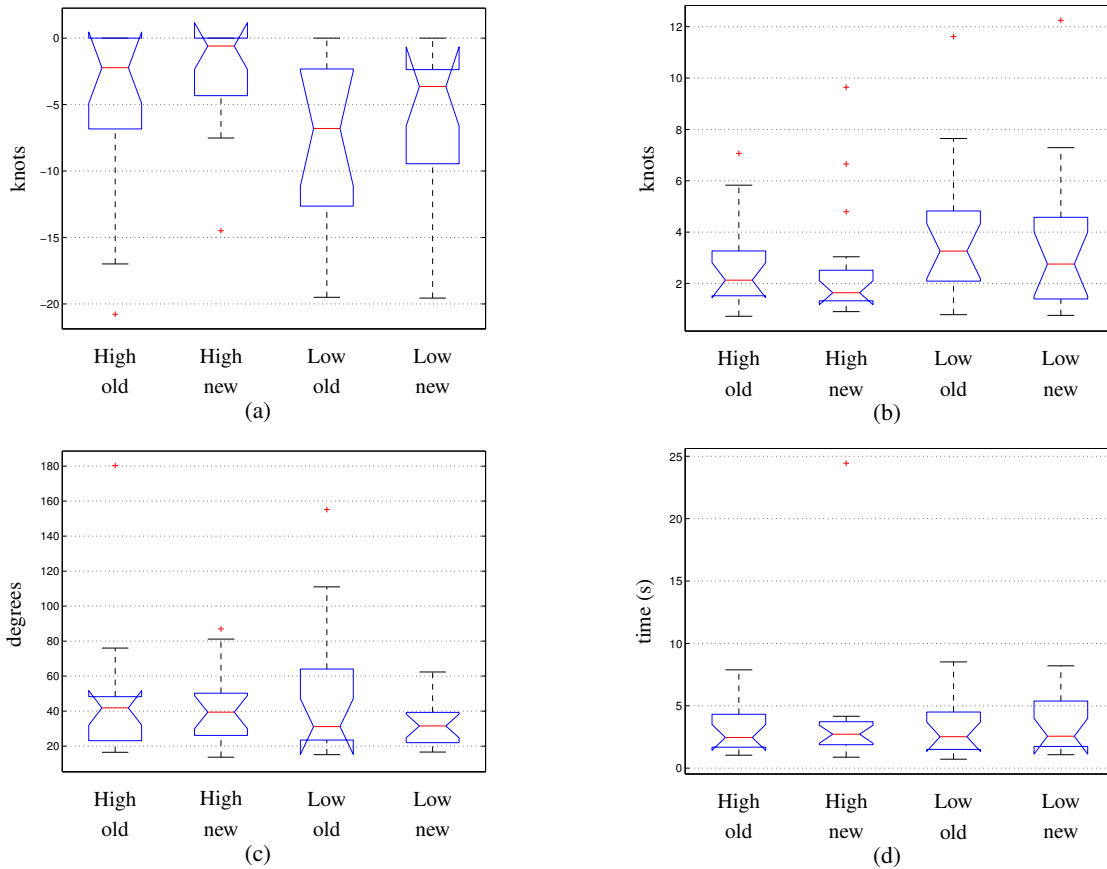 0
−5
−10
−15
−20
knots
High High Low Low
old new old new
(a)
12
10
8
6
4
2
knots
High High Low Low
old new old new
(b)
180
160
140
120
100
80
60
40
20
degrees
High High Low Low
old new old new
(c)
25
20
15
10
5
0
time (s)
High High Low Low
old new old new
(d)